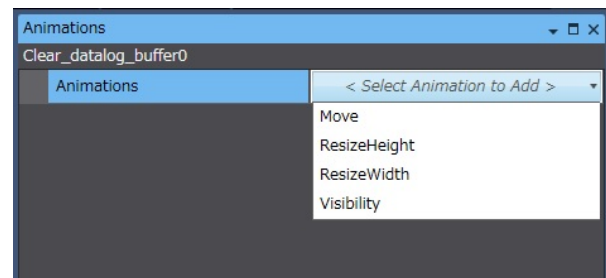 Animations
Clear_datalog_buffer0
Animations < Select Animation to Add >
Move
ResizeHeight
ResizeWidth
Visibility